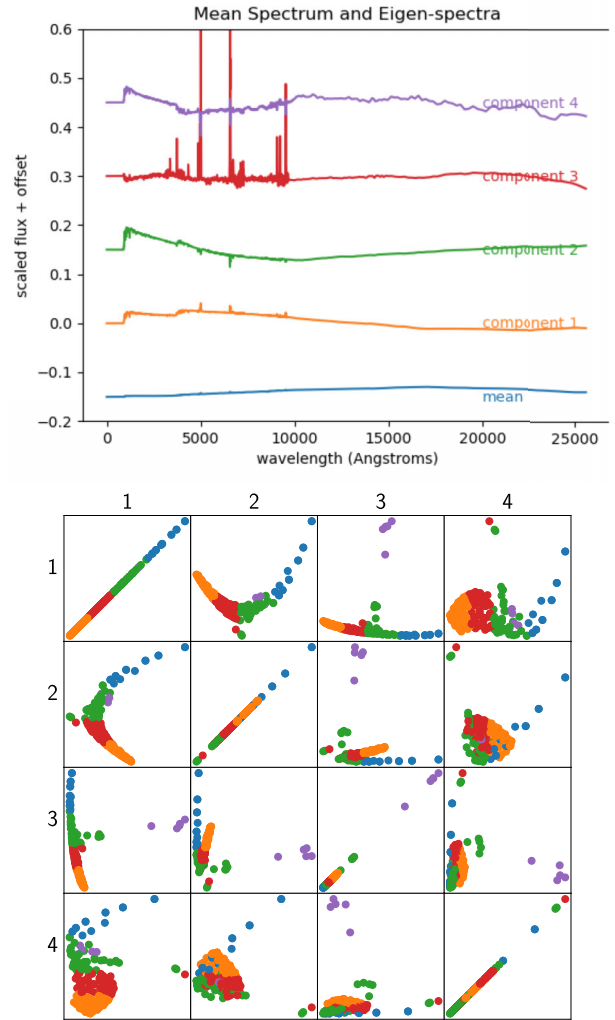 Mean Spectrum and Eigen-spectra
0.6
0.5
component 4
0.4
0.3
component 3
scaled flux + offset
0.2
component 2
0.1
0.0
component 1
−0.1
mean
−0.2
0 5000 10000 15000 20000 25000
wavelength (Angstroms)
1 2 3 4
1
2
3
4